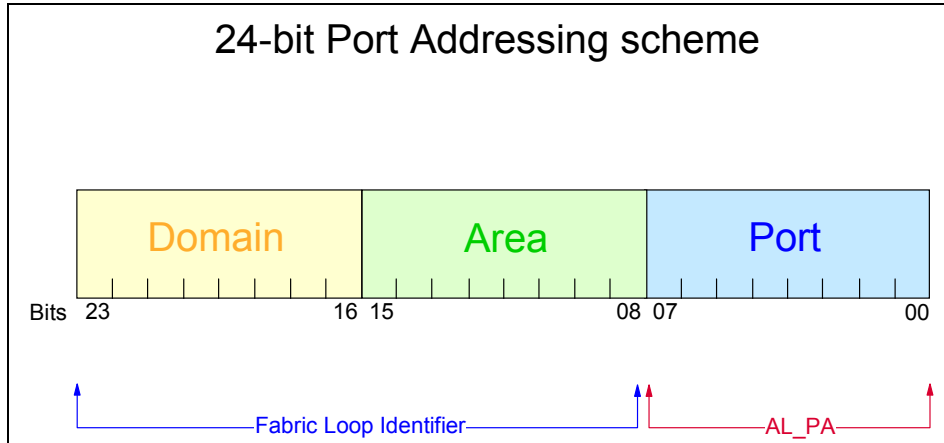 24-bit Port Addressing scheme
Domain Area Port
Bits 23 16 15 08 07 00
Fabric Loop Identifier AL_PA